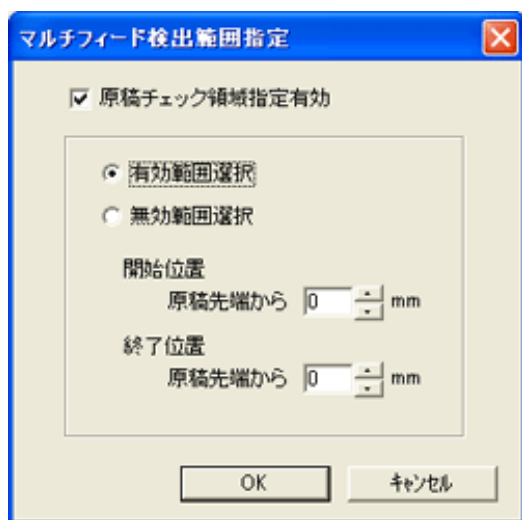 マルチフィード検出範囲指定
原稿チェック領域指定有効
有効範囲選択
無効範囲選択
開始位置
原稿先端から 0 mm
終了位置
原稿先端から 0 mm
OK キャンセル